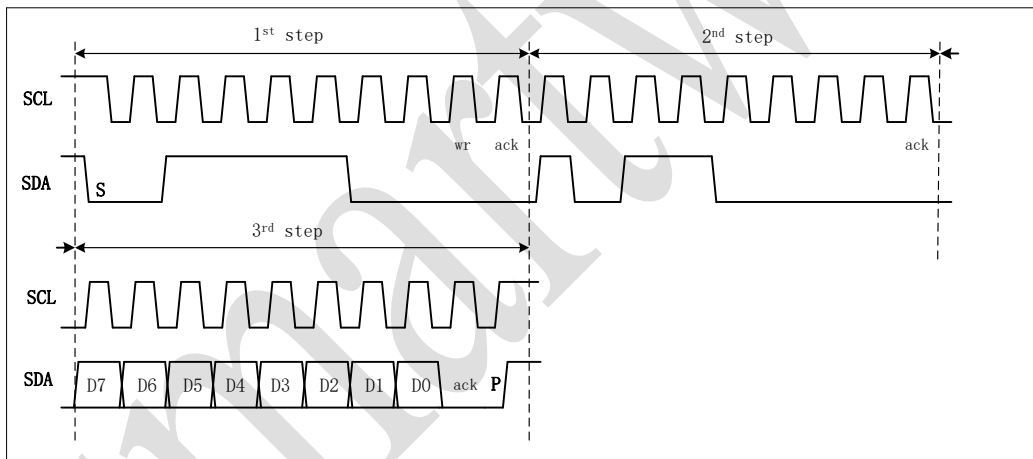 1st step 2nd step
SCL
wr ack ack
SDA S
3rd step
SCL
SDA D7 D6 D5 D4 D3 D2 D1 D0 ack P